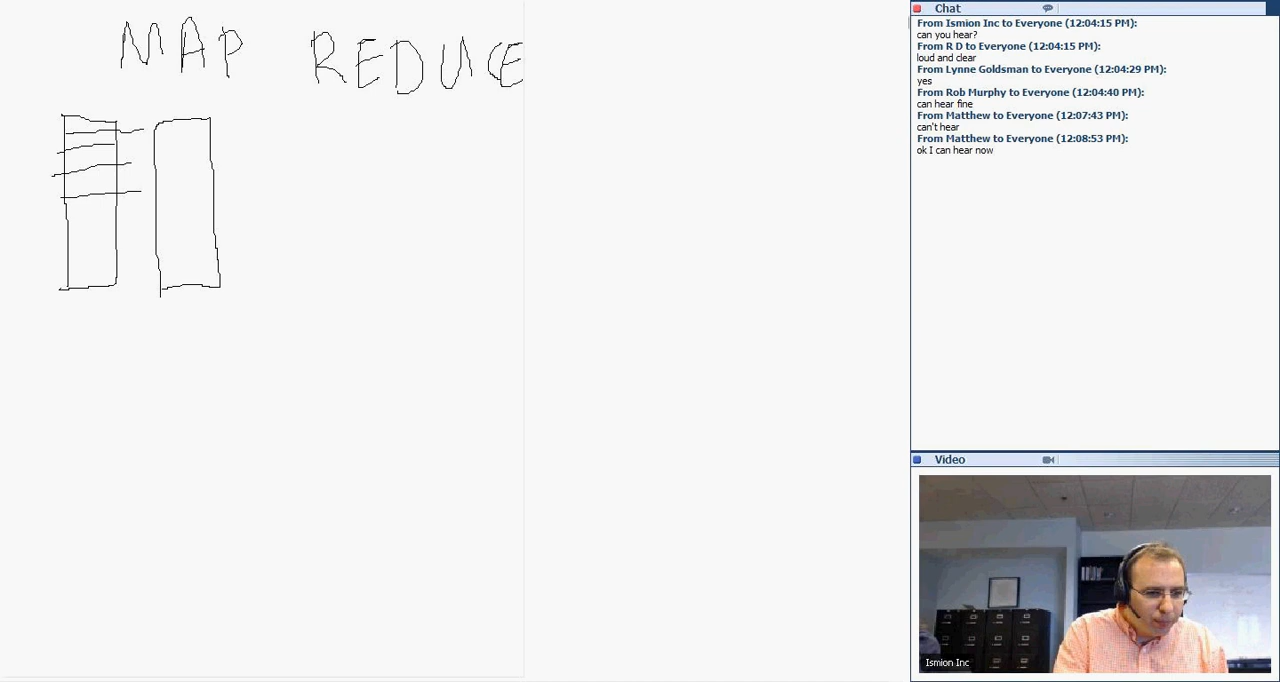 MAP REDUCE
Chat
From Ismion Inc to Everyone (12:04:15 PM):
can you hear?
From R D to Everyone (12:04:15 PM):
loud and clear
From Lynne Goldsman to Everyone (12:04:29 PM):
yes
From Rob Murphy to Everyone (12:04:40 PM):
can hear fine
From Matthew to Everyone (12:07:43 PM):
can't hear
From Matthew to Everyone (12:08:53 PM):
ok I can hear now
Video
Ismion Inc